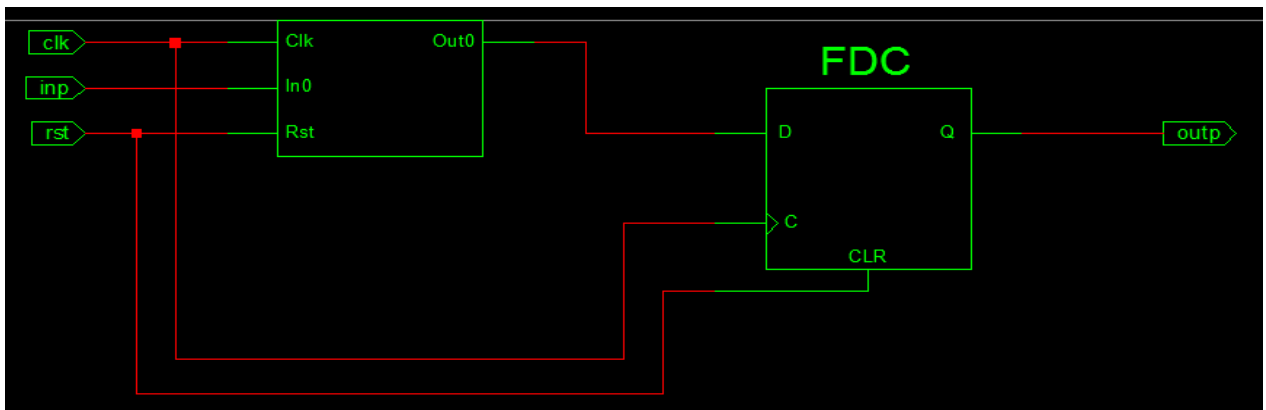 clk
Clk
Out0
FDC
inp
In0
rst
Rst
D
Q
outp
C
CLR